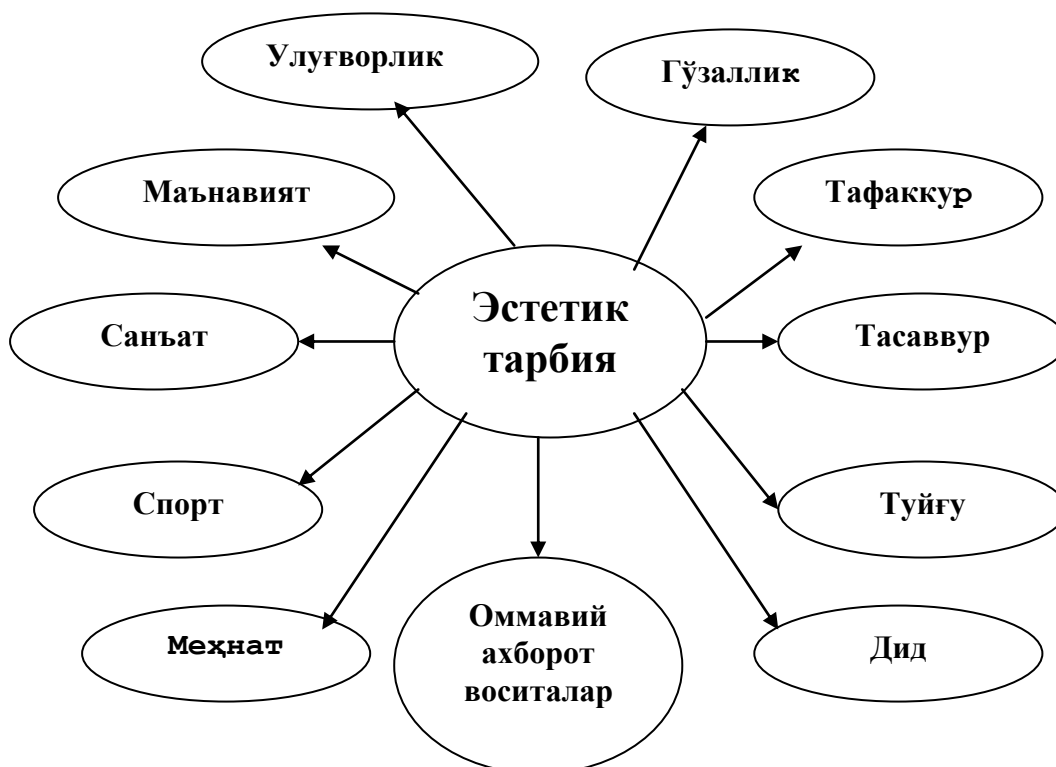 Улуғворлик
Гўзаллик
Маънавият
Тафаккур
Эстетик
тарбия
Санъат
Тасаввур
Спорт
Туйғу
Меҳнат
Оммавий
ахборот
воситалар
Дид